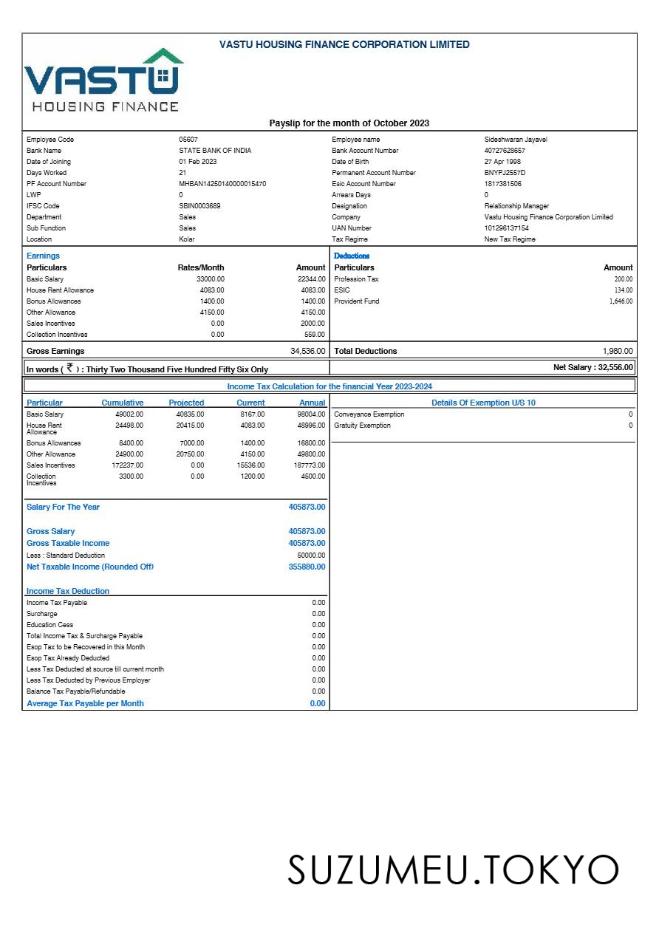 VASTU HOUSING FINANCE CORPORATION LIMITED
VASTU
HOUSING FINANCE
Payslip for the month of October 2023
Employee Code 05607 Employee name Sideshwaran Jayavel
Bank Name STATE BANK OF INDIA Bank Account Number 40727628657
Date of Joining 01 Feb 2023 Date of Birth 27 Apr 1998
Days Worked 21 Permanent Account Number BNYPJ2557D
PF Account Number MHBAN14250140000015470 Esic Account Number 1817381506
LWP 0 Arrears Days 0
IFSC Code SBIN0003689 Designation Relationship Manager
Department Sales Company Vastu Housing Finance Corporation Limited
Sub Function Sales UAN Number 101296137154
Location Kolar Tax Regime New Tax Regime
Earnings Deductions
Particulars Rates/Month Amount Particulars Amount
Basic Salary 33000.00 22344.00 Profession Tax 200.00
House Rent Allowance 4083.00 4083.00 ESIC 134.00
Bonus Allowances 1400.00 1400.00 Provident Fund 1,646.00
Other Allowance 4150.00 4150.00
Sales Incentives 0.00 2000.00
Collection Incentives 0.00 559.00
Gross Earnings 34,536.00 Total Deductions 1,980.00
In words ( ₹ ) : Thirty Two Thousand Five Hundred Fifty Six Only Net Salary : 32,556.00
Income Tax Calculation for the financial Year 2023-2024
Particular Cumulative Projected Current Annual Details Of Exemption U/S 10
Basic Salary 49002.00 40835.00 8167.00 98004.00 Conveyance Exemption 0
House Rent Allowance 24498.00 20415.00 4083.00 48996.00 Gratuity Exemption 0
Bonus Allowances 8400.00 7000.00 1400.00 16800.00
Other Allowance 24900.00 20750.00 4150.00 49800.00
Sales Incentives 172237.00 0.00 15536.00 187773.00
Collection Incentives 3300.00 0.00 1200.00 4500.00
Salary For The Year 405873.00
Gross Salary 405873.00
Gross Taxable Income 405873.00
Less : Standard Deduction 50000.00
Net Taxable Income (Rounded Off) 355880.00
Income Tax Deduction
Income Tax Payable 0.00
Surcharge 0.00
Education Cess 0.00
Total Income Tax & Surcharge Payable 0.00
Esop Tax to be Recovered in this Month 0.00
Esop Tax Already Deducted 0.00
Less Tax Deducted at source till current month 0.00
Less Tax Deducted by Previous Employer 0.00
Balance Tax Payable/Refundable 0.00
Average Tax Payable per Month 0.00
SUZUMEU.TOKYO